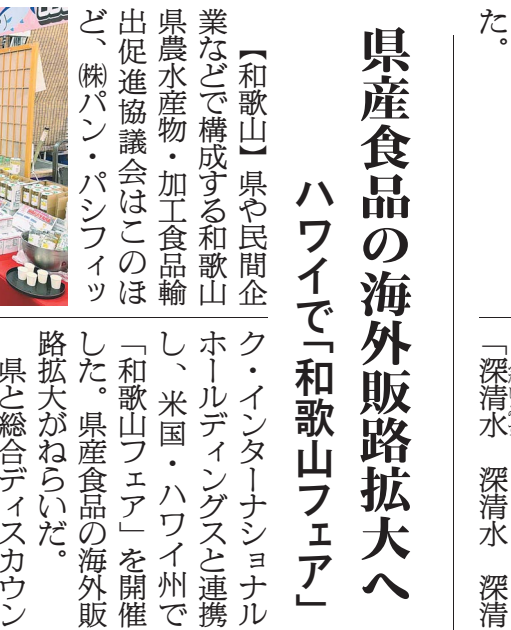 た。
「深清水　深清水　深清
県産食品の海外販路拡大へ
ハワイで「和歌山フェア」
【和歌山】県や民間企
業などで構成する和歌山
県農水産物・加工食品輸
出促進協議会はこのほ
ど、㈱パン・パシフィッ
ク・インターナショナル
ホールディングスと連携
し、米国・ハワイ州で
「和歌山フェア」を開催
した。県産食品の海外販
路拡大がねらいだ。
県と総合ディスカウン